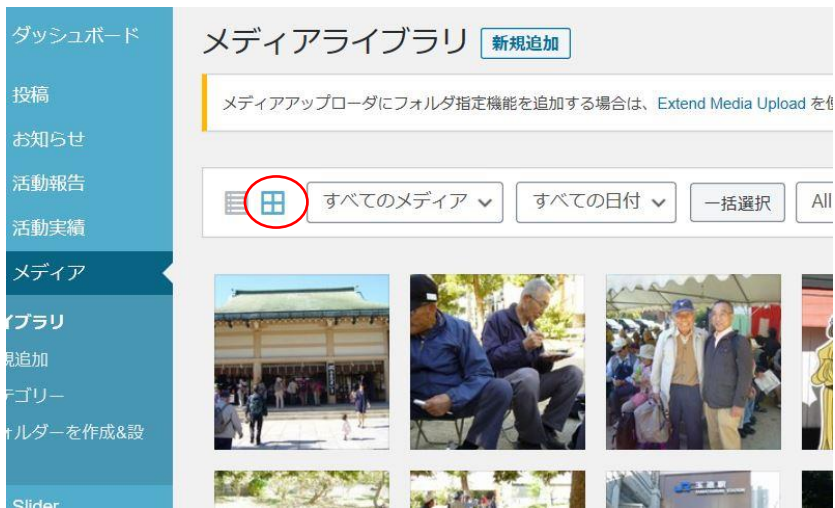 ダッシュボード
投稿
お知らせ
活動報告
活動実績
メディア
イブラリ
規追加
テゴリー
ォルダーを作成&設
Slider
メディアライブラリ 新規追加
メディアアップローダにフォルダ指定機能を追加する場合は、Extend Media Upload を使
すべてのメディア すべての日付 一括選択 All